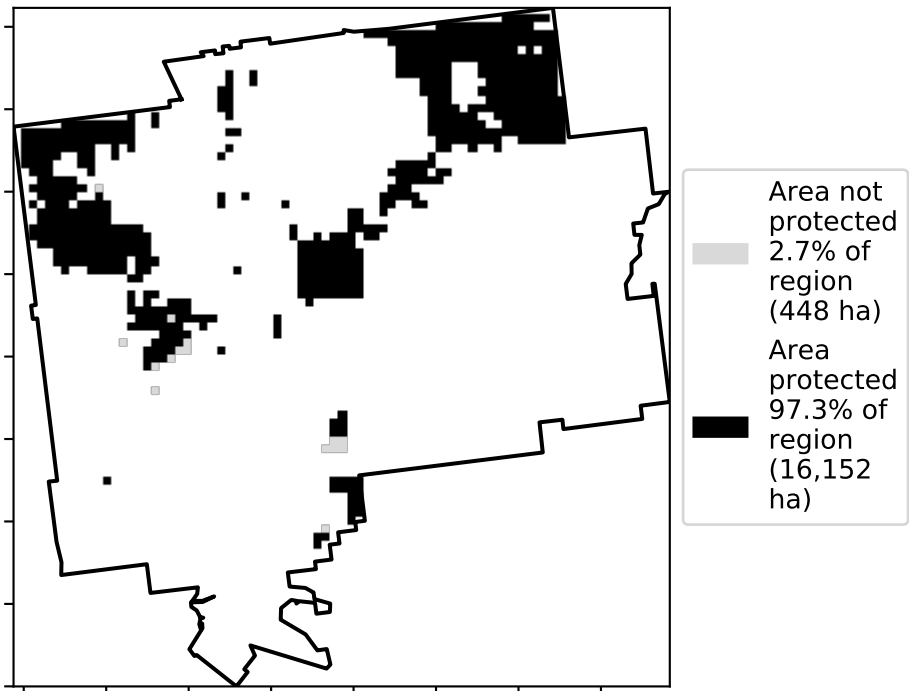 Area not
protected
2.7% of
region
(448 ha)
Area
protected
97.3% of
region
(16,152
ha)